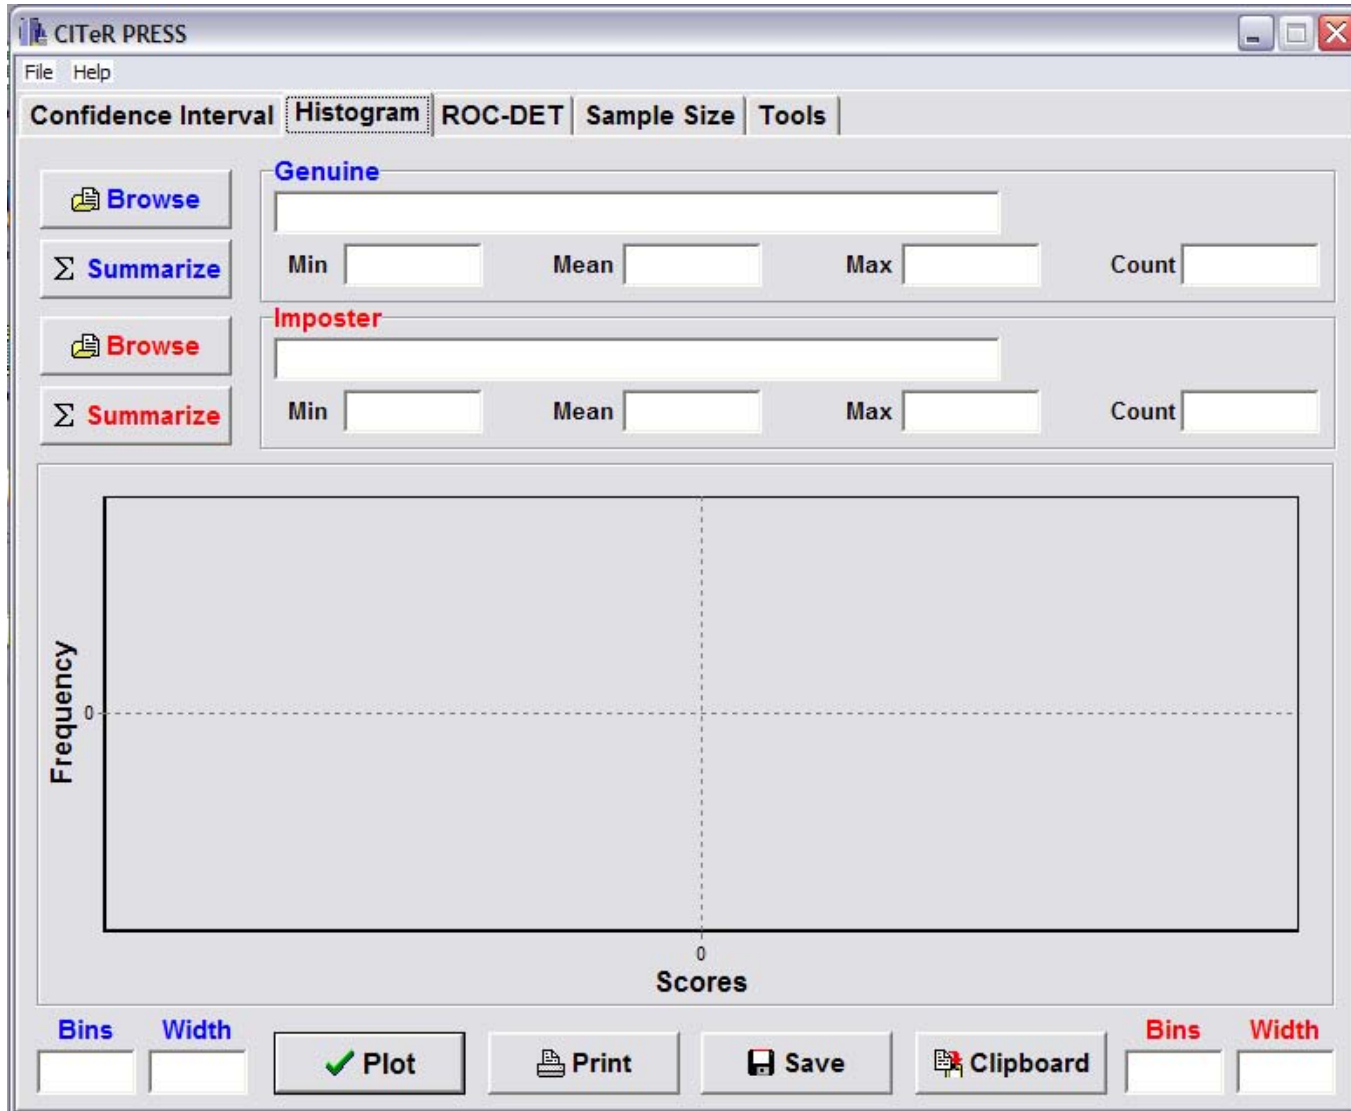 CITeR PRESS
File Help
Confidence Interval Histogram ROC-DET Sample Size Tools
Genuine
Browse
Σ Summarize Min Mean Max Count
Imposter
Browse
Σ Summarize Min Mean Max Count
Frequency
0
0
Scores
Bins Width Bins Width
Plot Print Save Clipboard